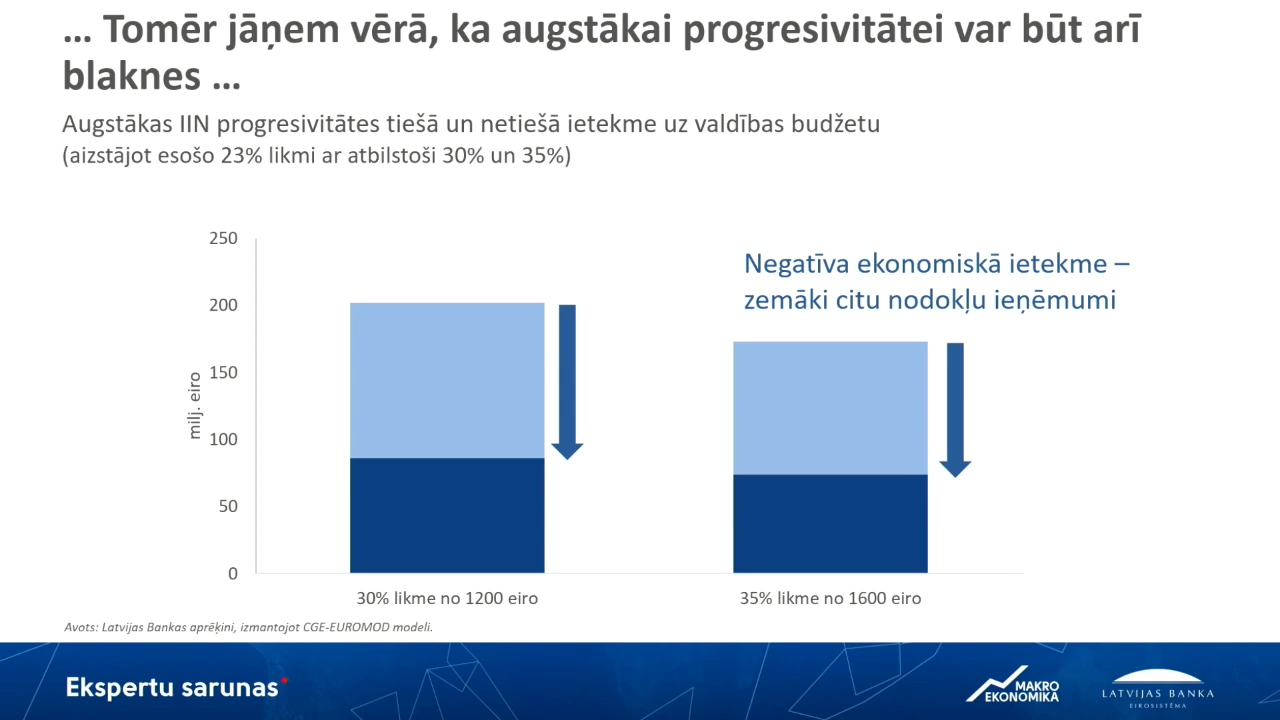 … Tomēr jāņem vērā, ka augstākai progresivitātei var būt arī
blaknes …
Augstākas IIN progresivitātes tiešā un netiešā ietekme uz valdības budžetu
(aizstājot esošo 23% likmi ar atbilstoši 30% un 35%)
250
200
150
100
50
0
milj. eiro
Negatīva ekonomiskā ietekme –
zemāki citu nodokļu ieņēmumi
30% likme no 1200 eiro
35% likme no 1600 eiro
Avots: Latvijas Bankas aprēķini, izmantojot CGE-EUROMOD modeli.
Ekspertu sarunas*
MAKRO
EKONOMIKA
LATVIJAS BANKA
EIROSISTĒMA